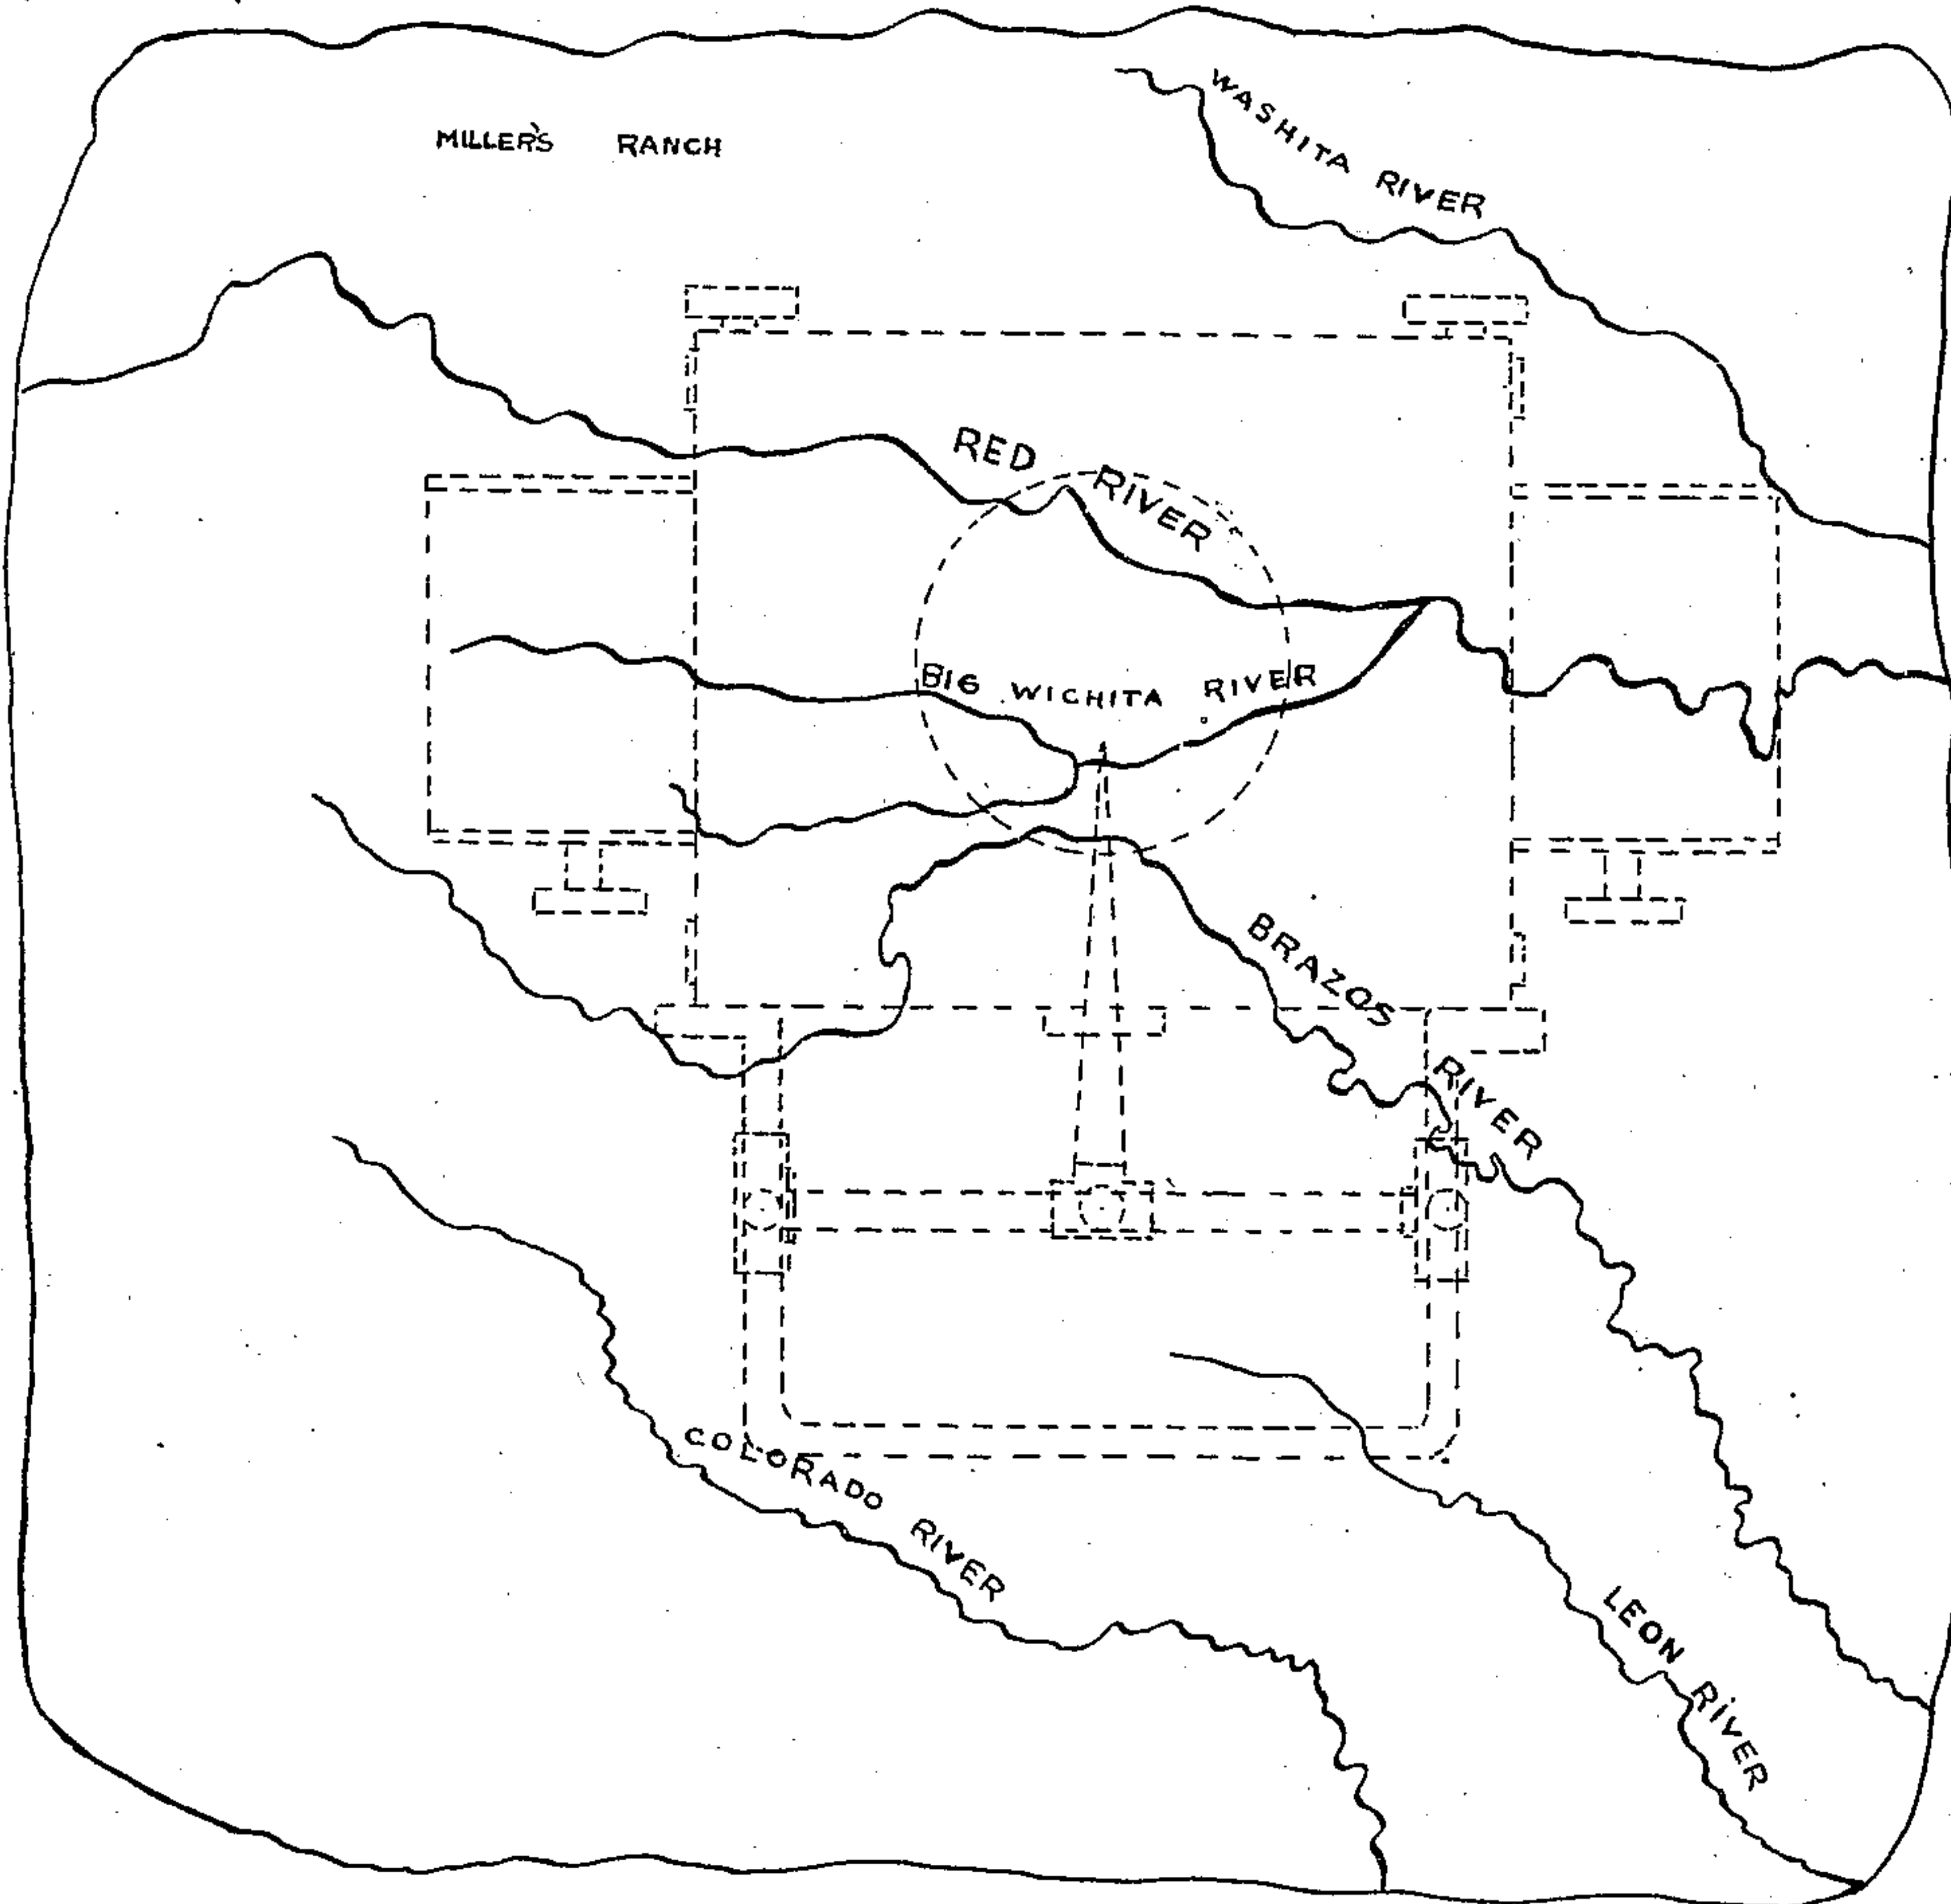 WASHITA RIVER
MILLER'S RANCH
RED RIVER
BIG WICHITA RIVER
BRAZOS RIVER
COLORADO RIVER
LEON RIVER